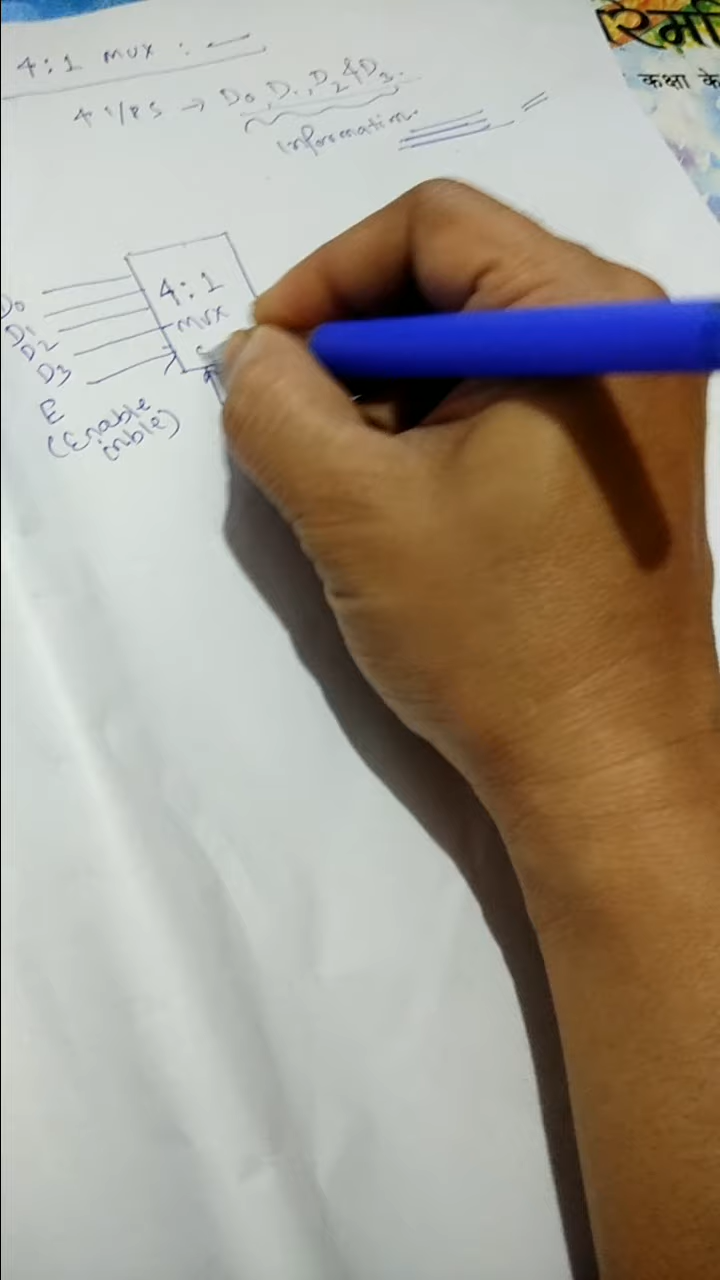 4:1 MUX :-
4 I/PS → D0, D1, D2 & D3.
Information.
4:1
MUX
D0
D1
D2
D3
E
(Enable
कक्षा के